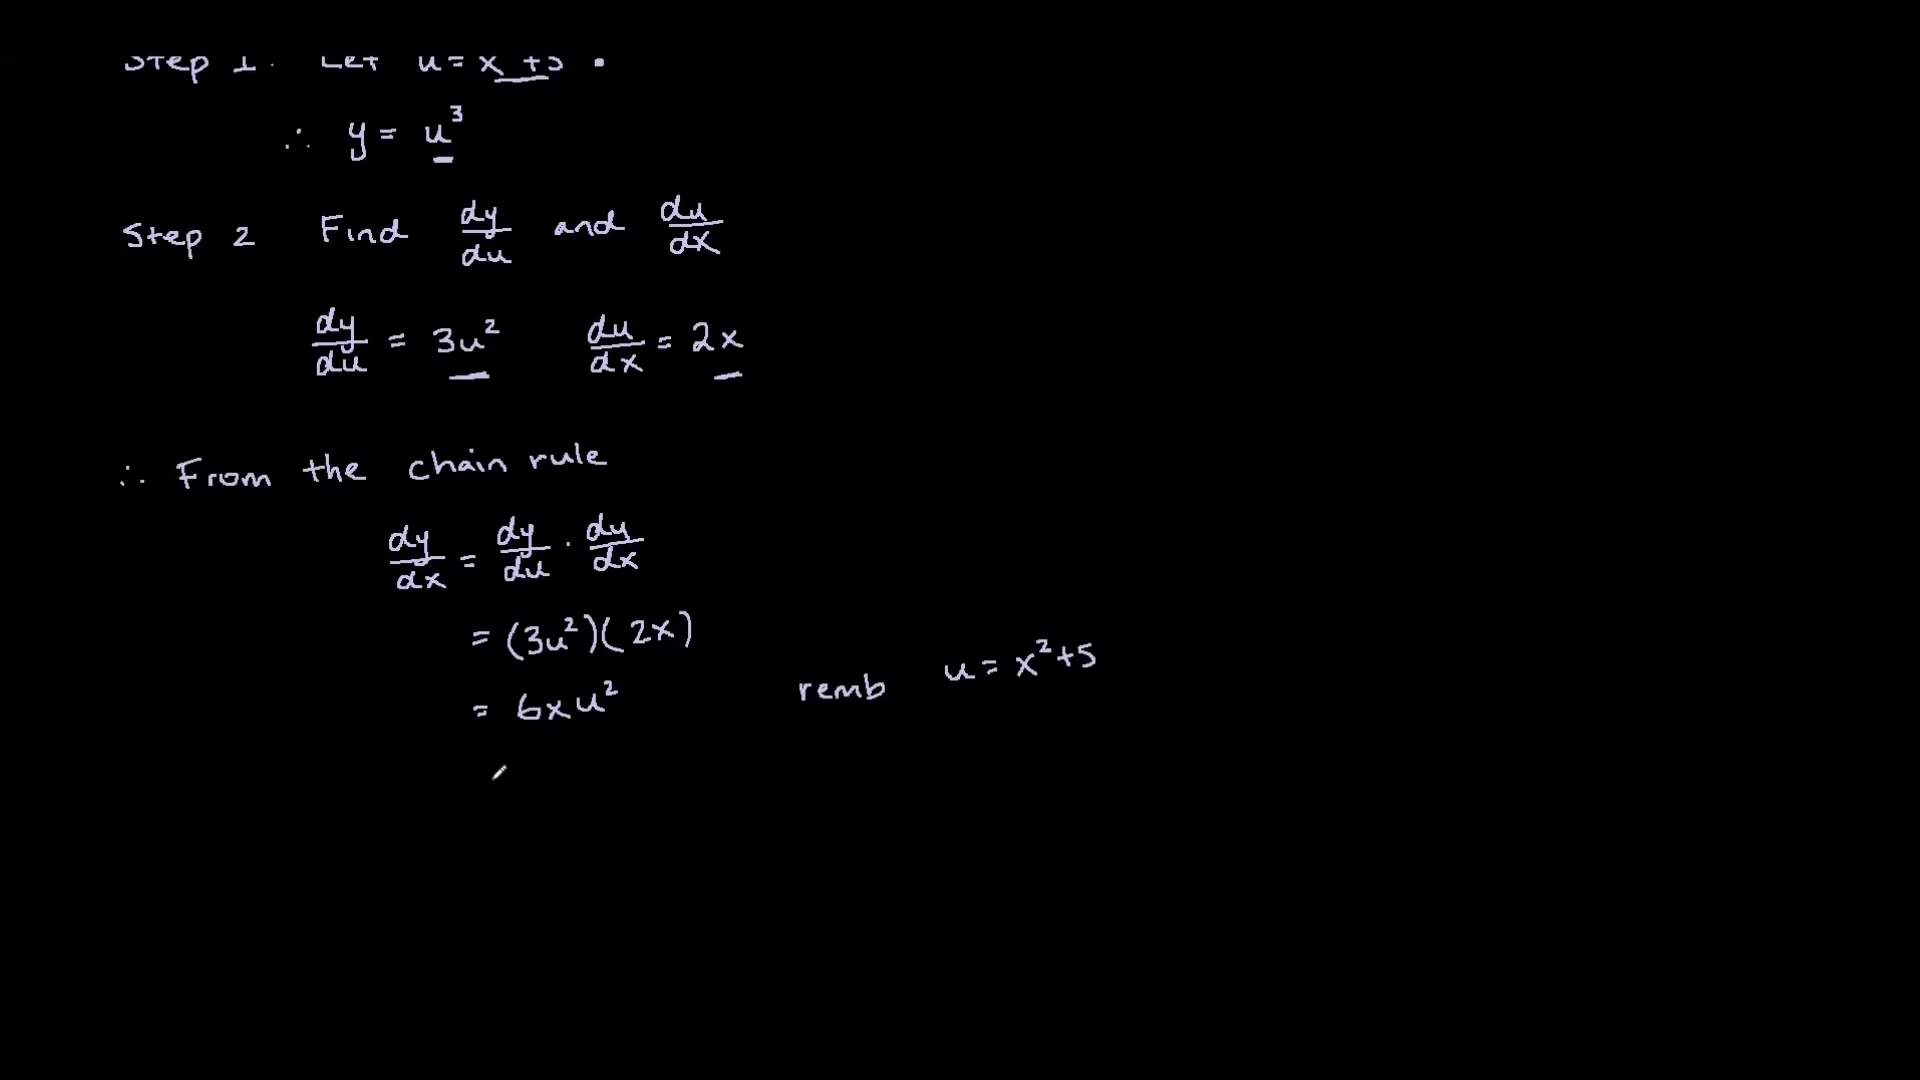 Step 1. Let u = x + 5
∴ y = u³
Step 2 Find dy/du and du/dx
dy/du = 3u² du/dx = 2x
∴ From the chain rule
dy/dx = dy/du · du/dx
= (3u²)(2x)
= 6xu² remb u = x²+5